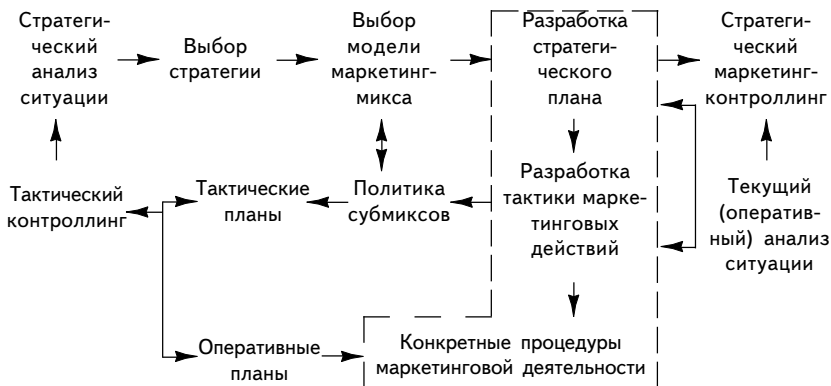 Стратеги-
ческий
анализ
ситуации
Выбор
стратегии
Выбор
модели
маркетинг-
микса
Разработка
стратеги-
ческого
плана
Стратеги-
ческий
маркетинг-
контроллинг
Тактический
контроллинг
Тактические
планы
Политика
субмиксов
Разработка
тактики марке-
тинговых
действий
Текущий
(оператив-
ный) анализ
ситуации
Оперативные
планы
Конкретные процедуры
маркетинговой деятельности